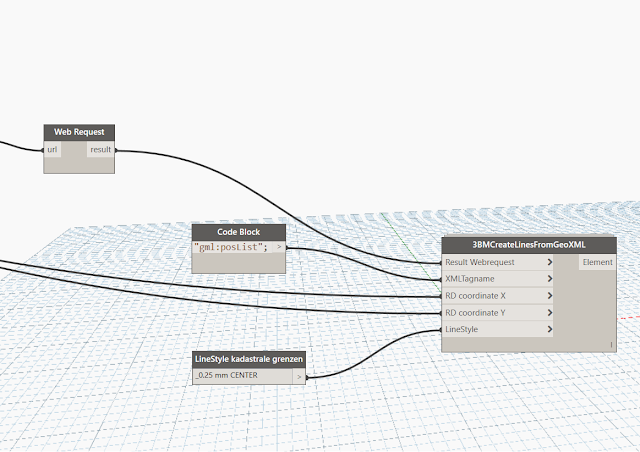 Web Request
url result
Code Block
"gml:posList"; >
3BMCreateLinesFromGeoXML
Result Webrequest > Element
XMLTagname >
RD coordinate X >
RD coordinate Y >
LineStyle >
l
LineStyle kadastrale grenzen
_0.25 mm CENTER >